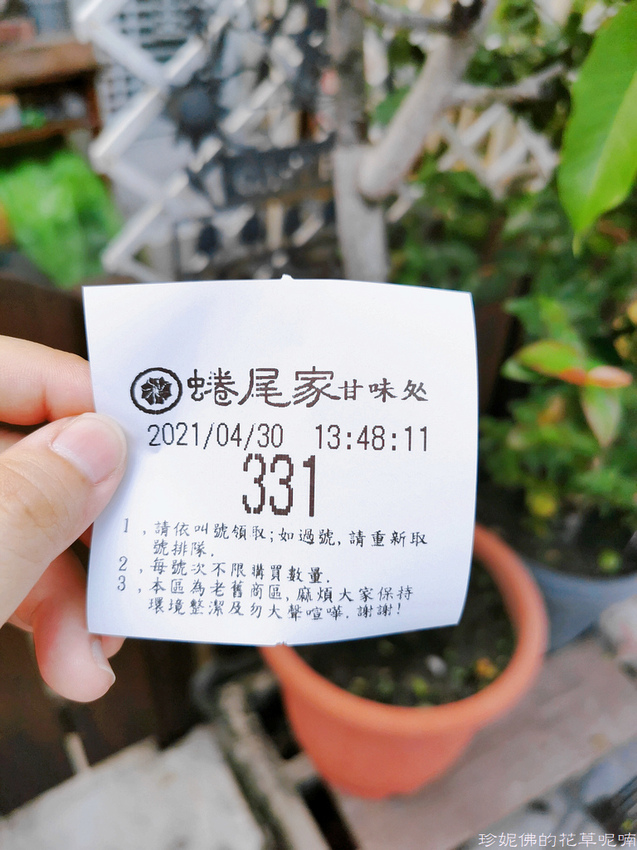 蜷尾家甘味处
2021/04/30 13:48:11
331
1,請依叫號領取;如過號,請重新取
號排隊.
2,每號次不限購買數量.
3,本區為老舊商區,麻煩大家保持
環境整潔及勿大聲喧嘩.謝謝!
珍妮佛的花草呢喃